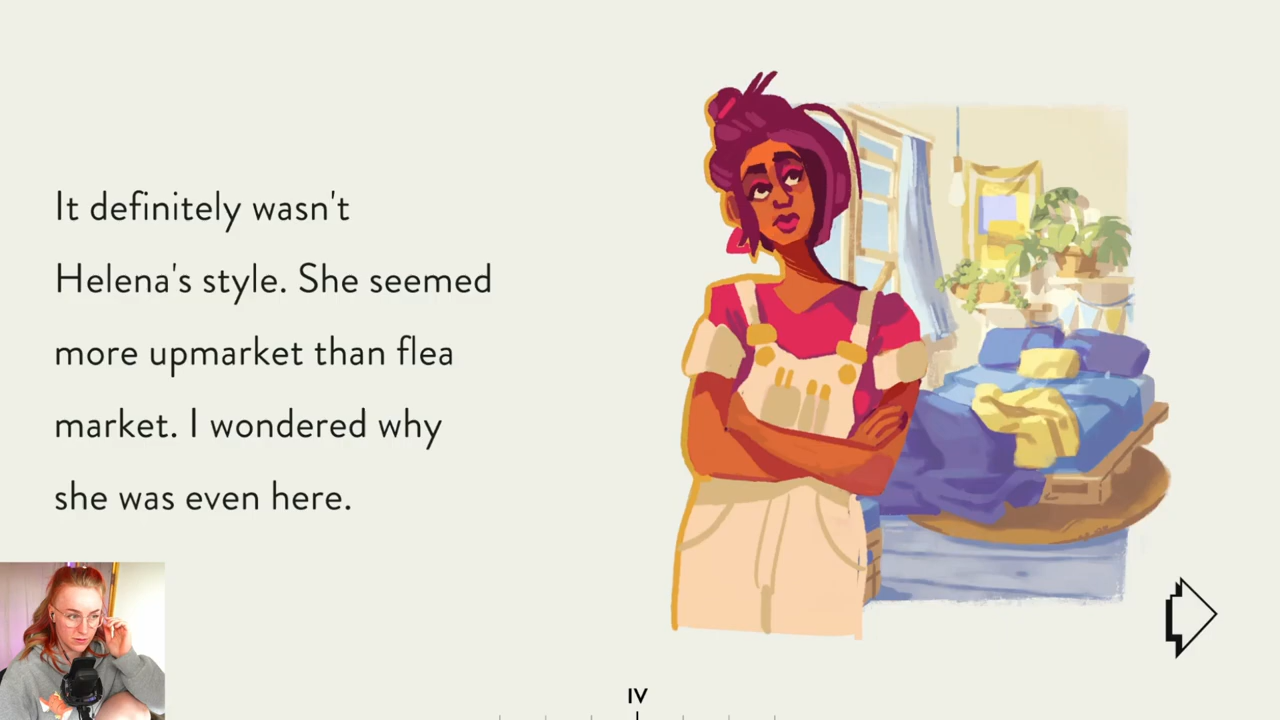 It definitely wasn't
Helena's style. She seemed
more upmarket than flea
market. I wondered why
she was even here.
IV